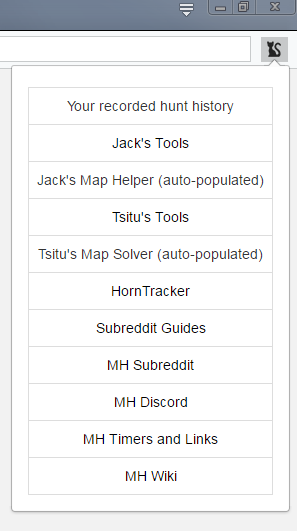 Your recorded hunt history
Jack's Tools
Jack's Map Helper (auto-populated)
Tsitu's Tools
Tsitu's Map Solver (auto-populated)
HornTracker
Subreddit Guides
MH Subreddit
MH Discord
MH Timers and Links
MH Wiki